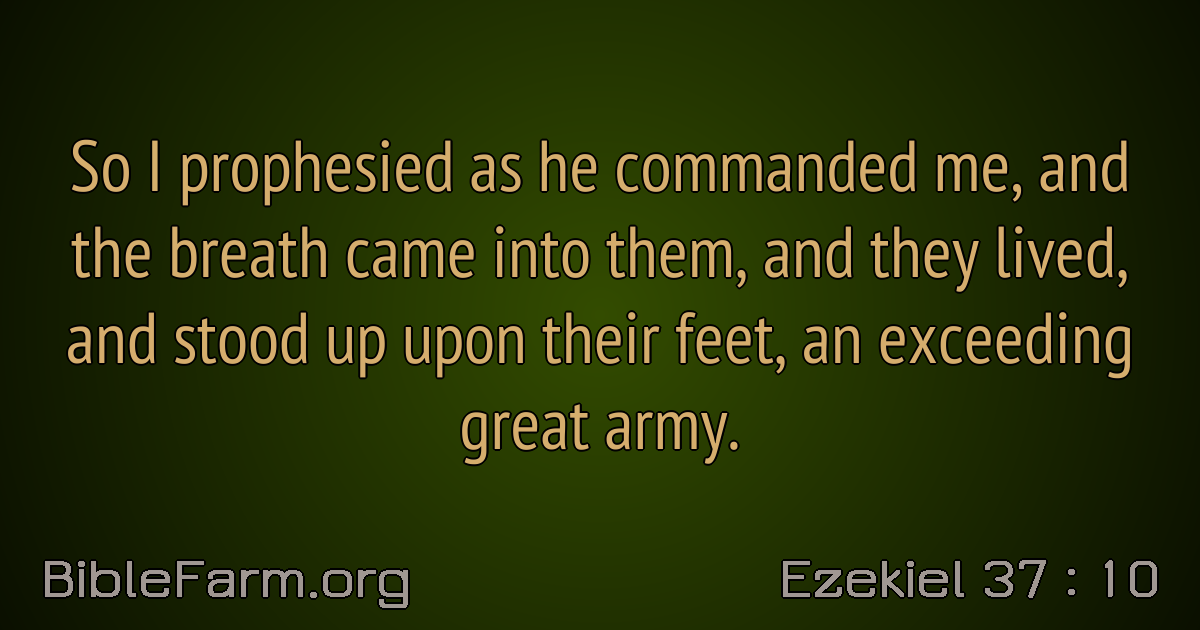 So I prophesied as he commanded me, and
the breath came into them, and they lived,
and stood up upon their feet, an exceeding
great army.
BibleFarm.org
Ezekiel 37 : 10